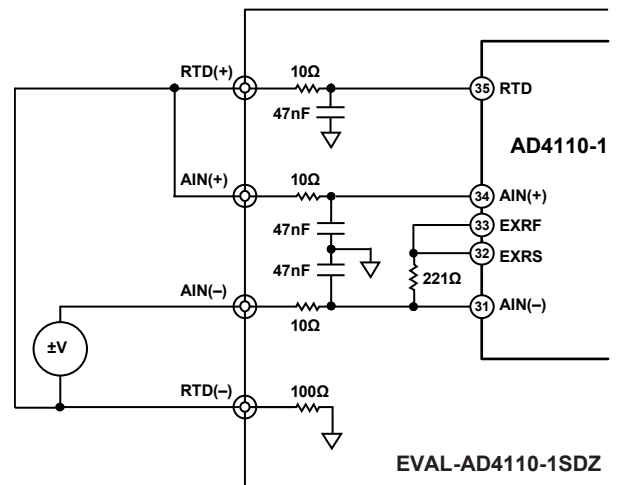 RTD(+)
10Ω
47nF
35 RTD
AD4110-1
AIN(+)
10Ω
34 AIN(+)
47nF
33 EXRF
32 EXRS
47nF
221Ω
AIN(–)
10Ω
31 AIN(–)
±V
RTD(–)
100Ω
EVAL-AD4110-1SDZ